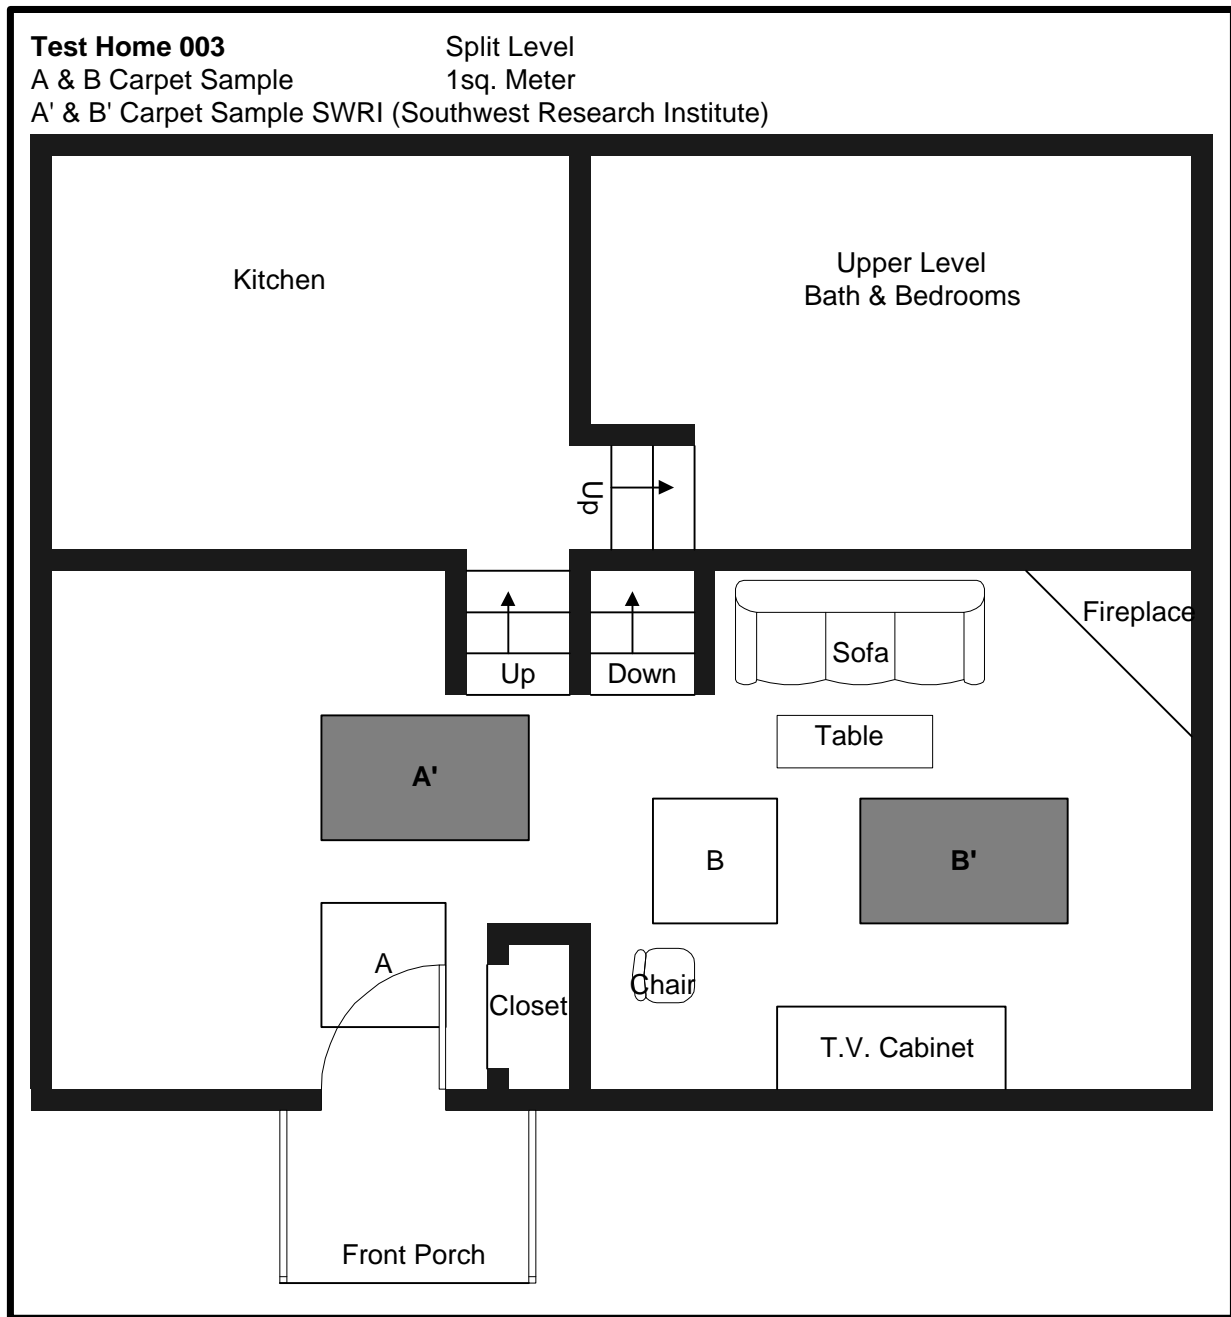 Test Home 003 Split Level
A & B Carpet Sample 1sq. Meter
A' & B' Carpet Sample SWRI (Southwest Research Institute)
Kitchen
Upper Level
Bath & Bedrooms
Up
Fireplace
Sofa
Up
Down
Table
A'
B
B'
A
Chair
Closet
T.V. Cabinet
Front Porch